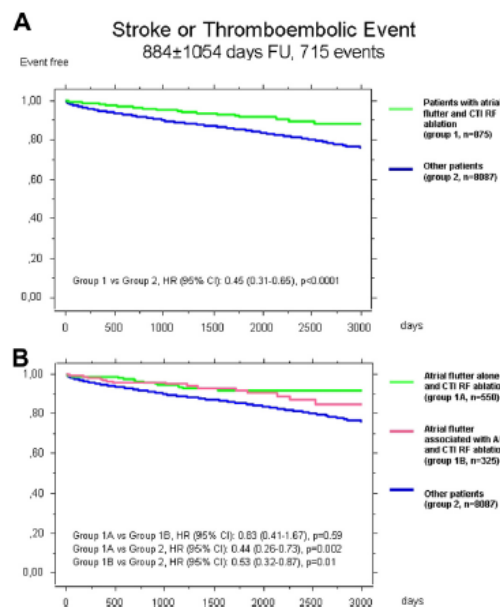 A
Stroke or Thromboembolic Event
884±1054 days FU, 715 events
Event free
1,00
,80
,60
,40
,20
0,00
Group 1 vs Group 2, HR (95% CI): 0.45 (0.31-0.65), p<0.0001
0 500 1000 1500 2000 2500 3000 days
Patients with atrial
flutter and CTI RF
ablation
(group 1, n=875)
Other patients
(group 2, n=8087)
B
1,00
,80
,60
,40
,20
0,00
Group 1A vs Group 1B, HR (95% CI): 0.83 (0.41-1.67), p=0.59
Group 1A vs Group 2, HR (95% CI): 0.44 (0.26-0.73), p=0.002
Group 1B vs Group 2, HR (95% CI): 0.53 (0.32-0.87), p=0.01
0 500 1000 1500 2000 2500 3000 days
Atrial flutter alone
and CTI RF ablatio
(group 1A, n=550)
Atrial flutter
associated with A
and CTI RF ablatio
(group 1B, n=325)
Other patients
(group 2, n=8087)